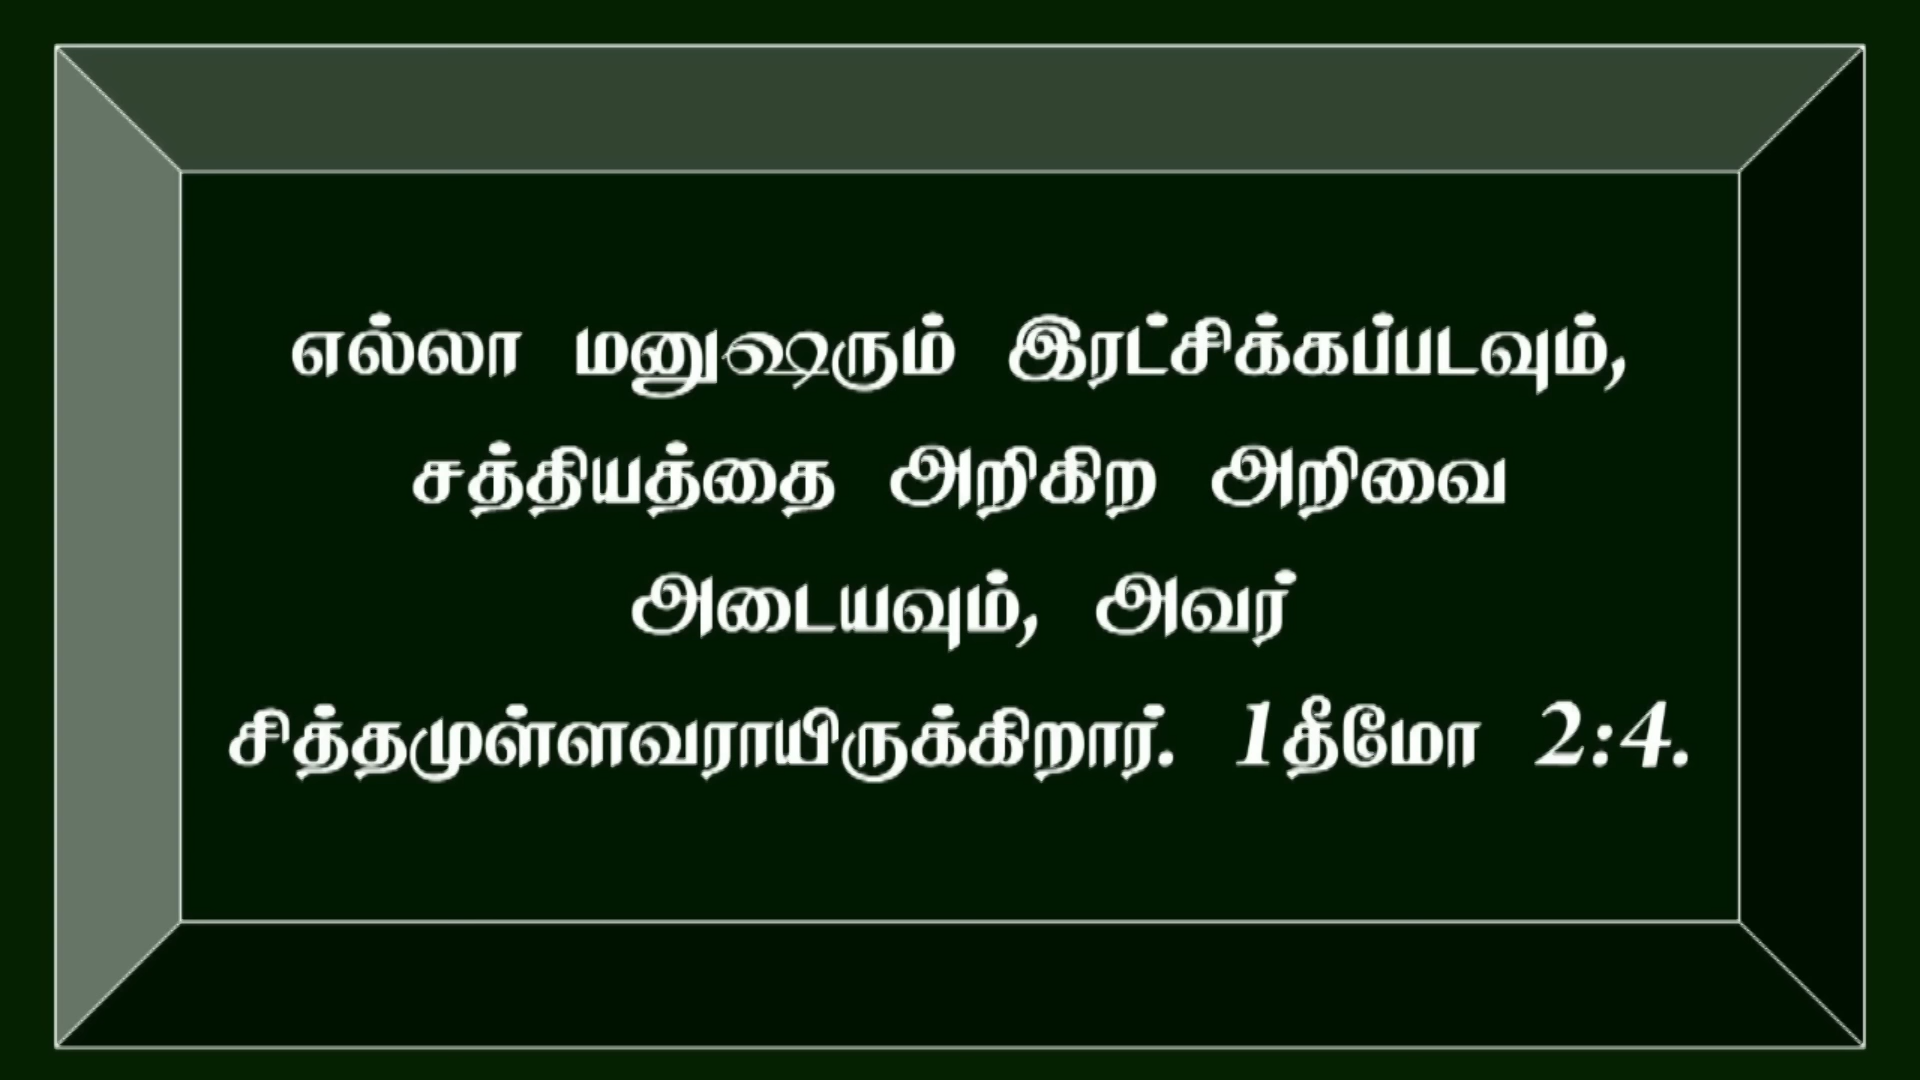 எல்லா மனுஷரும் இரட்சிக்கப்படவும்,
சத்தியத்தை அறிகிற அறிவை
அடையவும், அவர்
சித்தமுள்ளவராயிருக்கிறார். 1தீமோ 2:4.